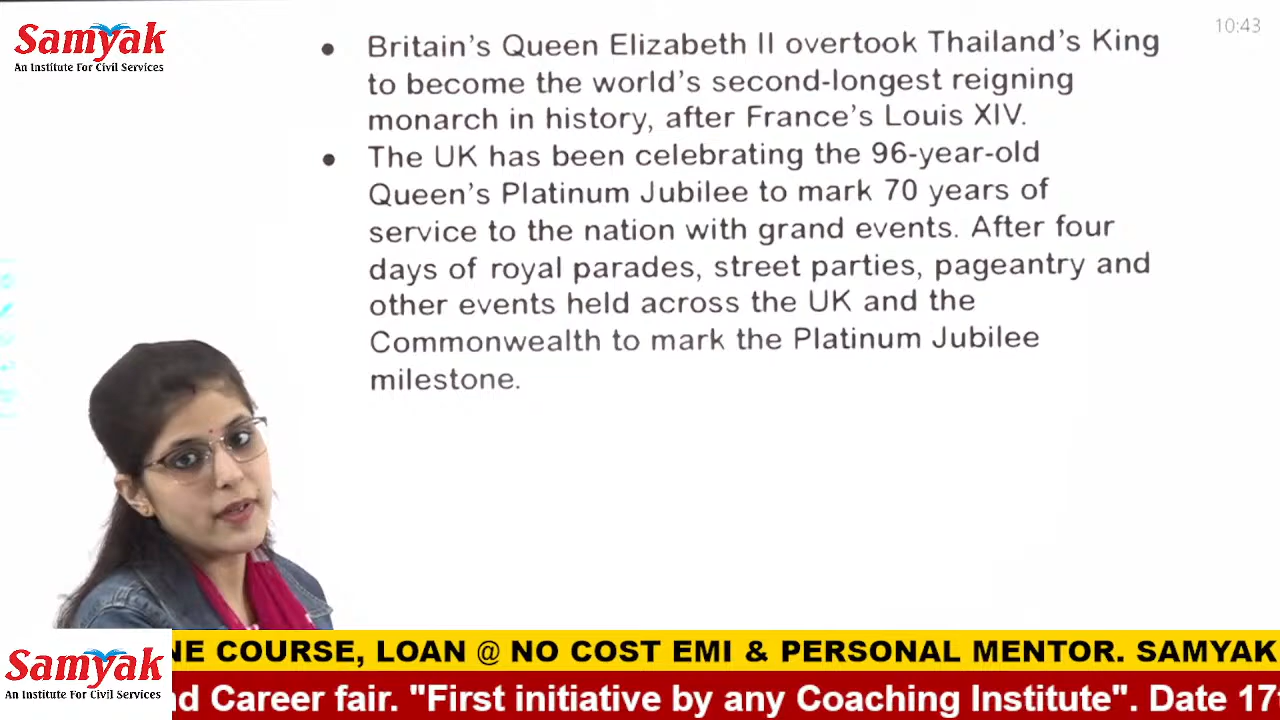 Samyak
An Institute For Civil Services
10:43
• Britain's Queen Elizabeth II overtook Thailand's King
to become the world's second-longest reigning
monarch in history, after France's Louis XIV.
• The UK has been celebrating the 96-year-old
Queen's Platinum Jubilee to mark 70 years of
service to the nation with grand events. After four
days of royal parades, street parties, pageantry and
other events held across the UK and the
Commonwealth to mark the Platinum Jubilee
milestone.
Samyak
An Institute For Civil Services
NE COURSE, LOAN @ NO COST EMI & PERSONAL MENTOR. SAMYAK
d Career fair. "First initiative by any Coaching Institute". Date 17